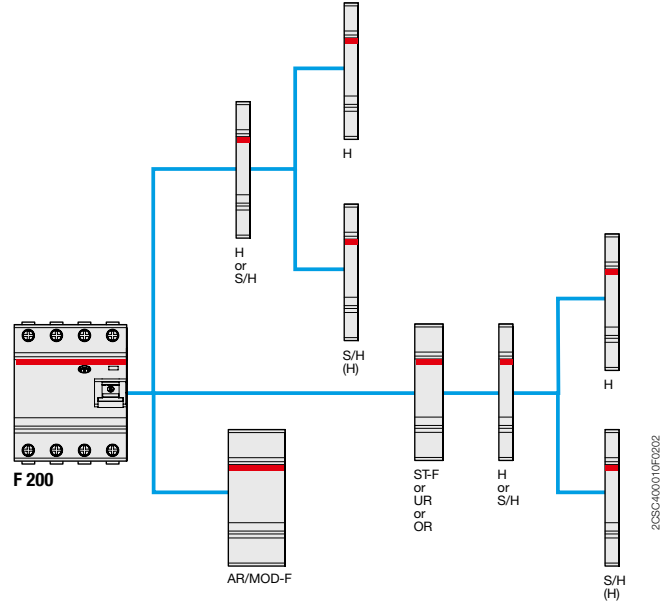 H
H
or
S/H
S/H
(H)
F 200
AR/MOD-F
ST-F
or
UR
or
OR
H
or
S/H
H
S/H
(H)
2CSC400010F0202